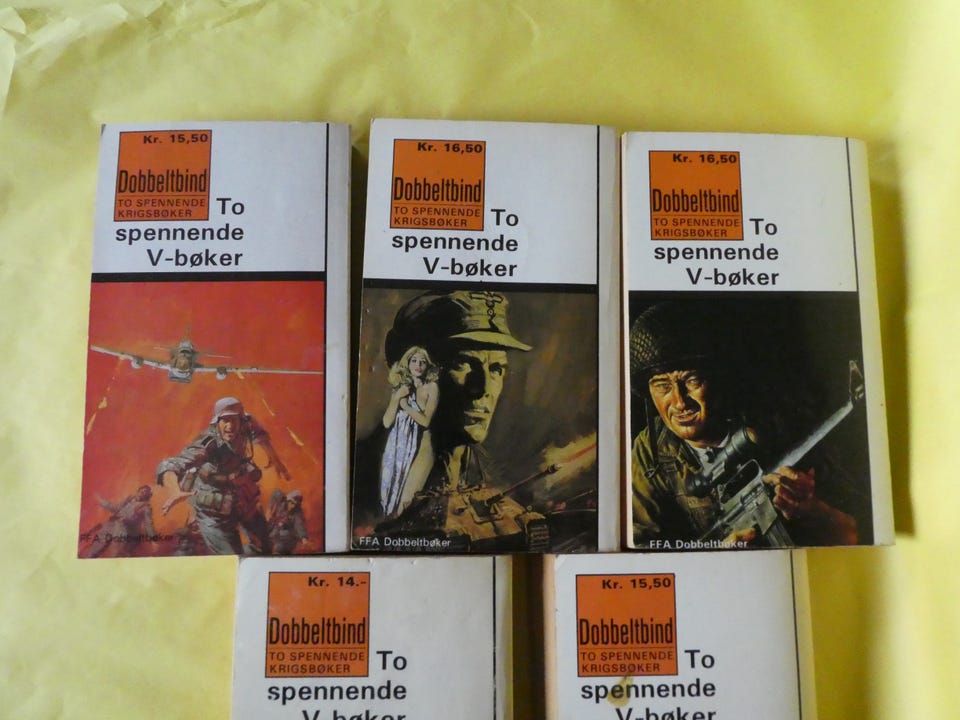 Kr. 15,50
Dobbeltbind
TO SPENNENDE
KRIGSBØKER
To
spennende
V-bøker
FFA Dobbeltbøker
Kr. 16,50
Dobbeltbind
TO SPENNENDE
KRIGSBØKER
To
spennende
V-bøker
FFA Dobbeltbøker
Kr. 16,50
Dobbeltbind
TO SPENNENDE
KRIGSBØKER
To
spennende
V-bøker
FFA Dobbeltbøker
Kr. 14.-
Dobbeltbind
TO SPENNENDE
KRIGSBØKER
To
spennende
V-bøker
Kr. 15,50
Dobbeltbind
TO SPENNENDE
KRIGSBØKER
To
spennende
V-bøker